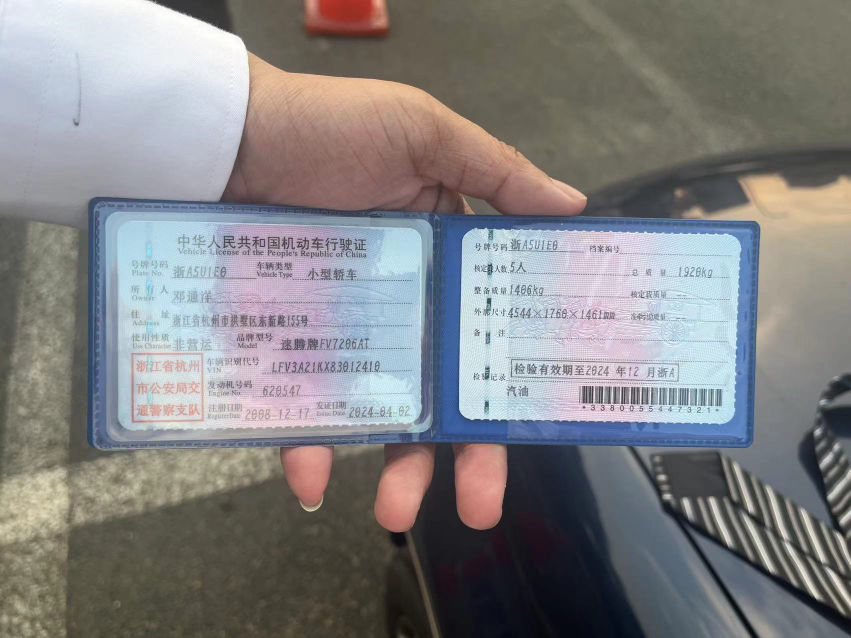 中华人民共和国机动车行驶证
Vehicle License of the People's Republic of China
号牌号码 浙A5U1E0 车辆类型 小型轿车
Plate No. Vehicle Type
所有人 邓通洋
Owner
住址 浙江省杭州市拱墅区东新路155号
Address
使用性质 非营运 品牌型号 速腾牌FV7206AT
Use Character Model
浙江省杭州
市公安局交
通警察支队
车辆识别代号 LFV3A21KX83012410
VIN
发动机号码 620547
Engine No.
注册日期 2008-12-17 发证日期 2024-04-02
Register Date Issue Date
号牌号码 浙A5U1E0 档案编号
核定载人数 5人 总质量 1920kg
整备质量 1406kg 核定载质量 --
外廓尺寸 4544×1760×1461mm 准牵引总质量 --
备注
检验记录 检验有效期至2024年12月浙A
汽油
*3380055447321*